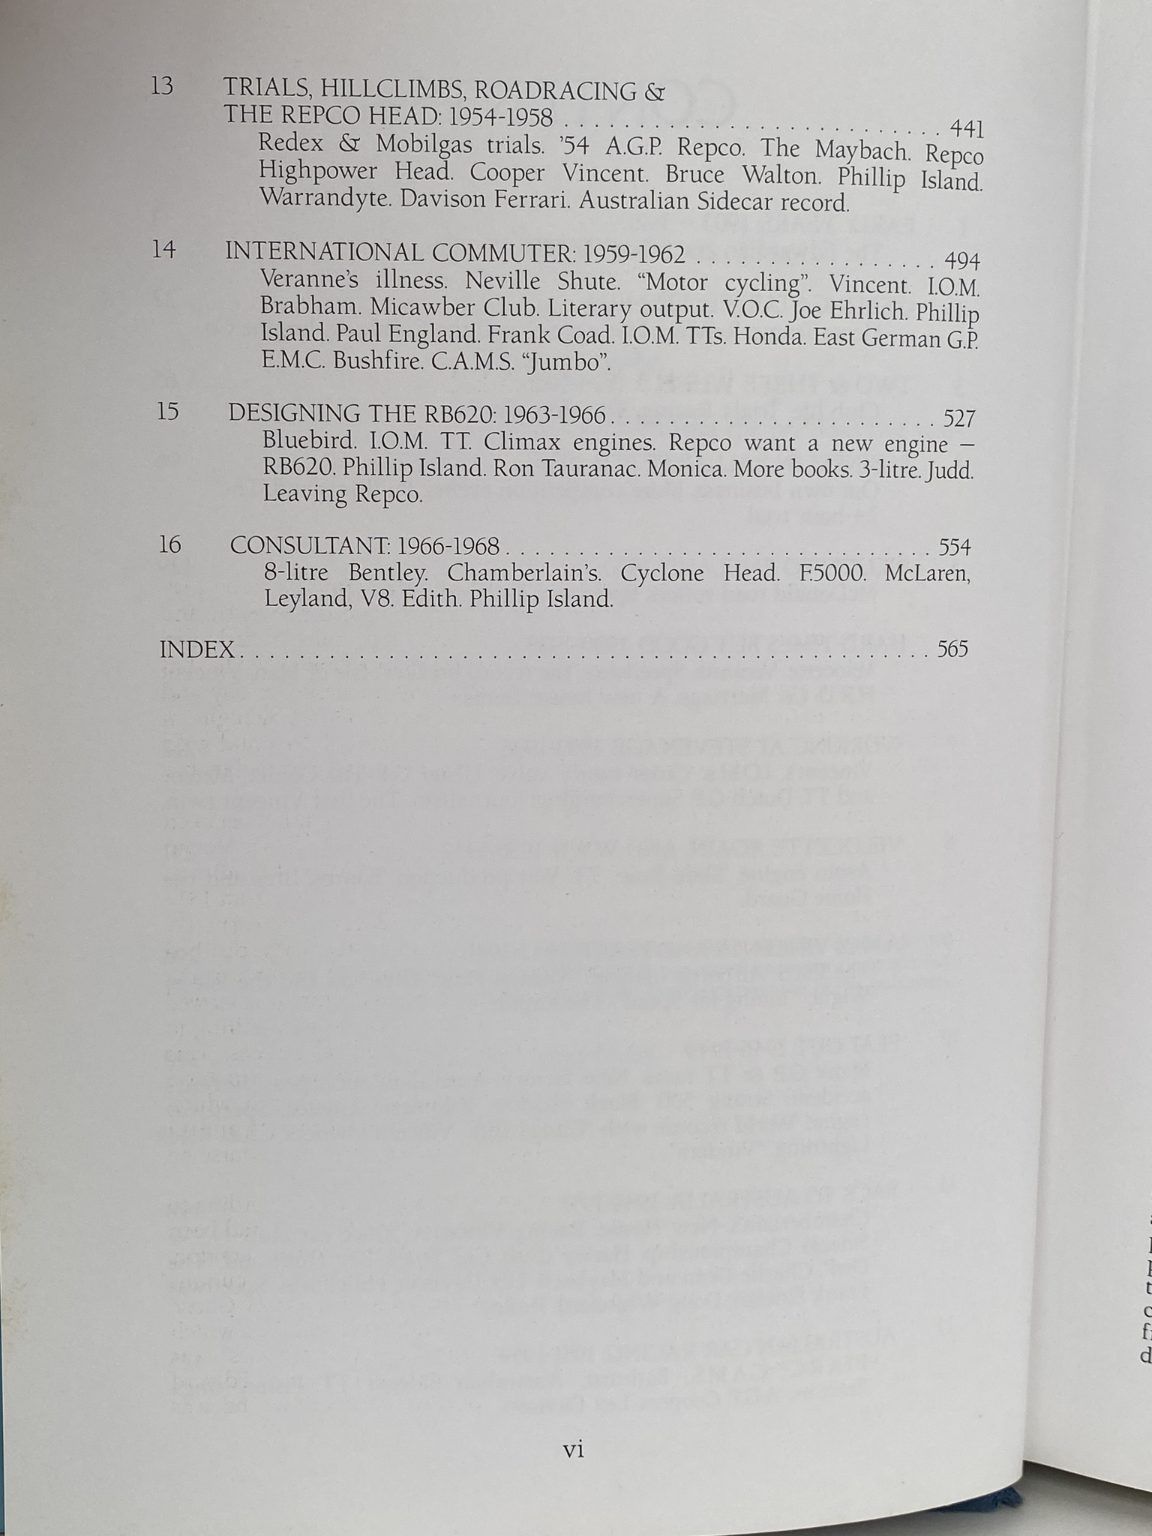 13 TRIALS, HILLCLIMBS, ROADRACING &
THE REPCO HEAD: 1954-1958 . . . . . . . . . . . . . . . . . . . . . . . . . . 441
Redex & Mobilgas trials. '54 A.G.P. Repco. The Maybach. Repco
Highpower Head. Cooper Vincent. Bruce Walton. Phillip Island.
Warrandyte. Davison Ferrari. Australian Sidecar record.
14 INTERNATIONAL COMMUTER: 1959-1962 . . . . . . . . . . . . . . . . . 494
Veranne's illness. Neville Shute. “Motor cycling”. Vincent. I.O.M.
Brabham. Micawber Club. Literary output. V.O.C. Joe Ehrlich. Phillip
Island. Paul England. Frank Coad. I.O.M. TTs. Honda. East German G.P.
E.M.C. Bushfire. C.A.M.S. “Jumbo”.
15 DESIGNING THE RB620: 1963-1966 . . . . . . . . . . . . . . . . . . . . . . . 527
Bluebird. I.O.M. TT. Climax engines. Repco want a new engine –
RB620. Phillip Island. Ron Tauranac. Monica. More books. 3-litre. Judd.
Leaving Repco.
16 CONSULTANT: 1966-1968 . . . . . . . . . . . . . . . . . . . . . . . . . . . . . 554
8-litre Bentley. Chamberlain's. Cyclone Head. F.5000. McLaren,
Leyland, V8. Edith. Phillip Island.
INDEX . . . . . . . . . . . . . . . . . . . . . . . . . . . . . . . . . . . . . . . . . . . . . . . 565
vi